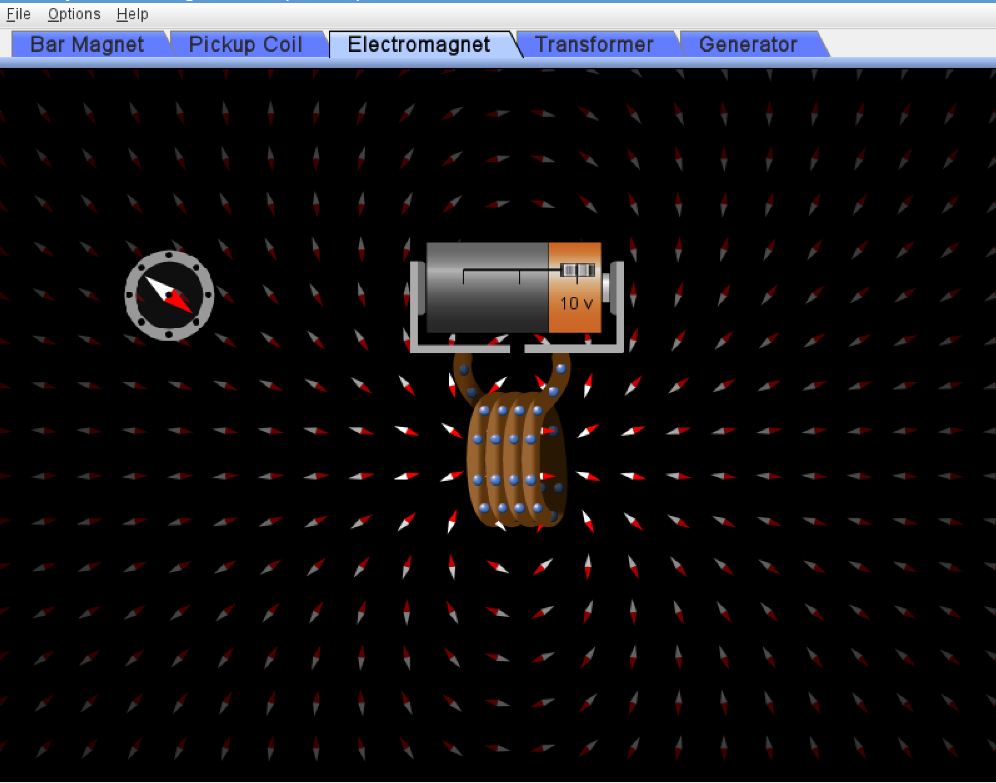 File Options Help
Bar Magnet Pickup Coil Electromagnet Transformer Generator
10 v